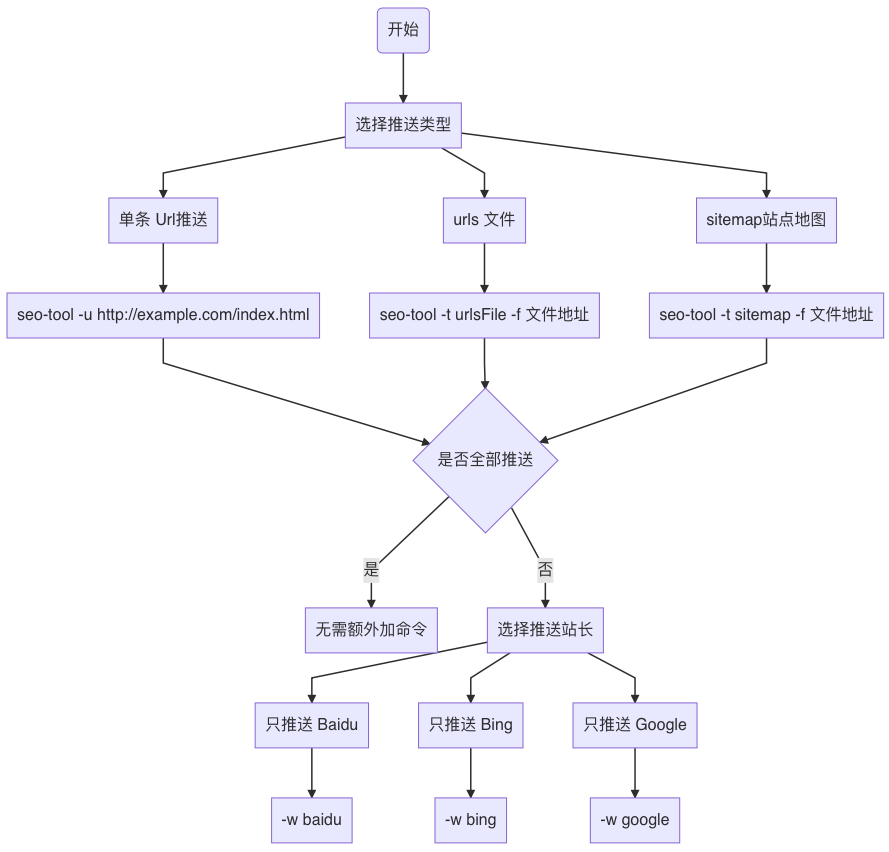 开始
选择推送类型
单条 Url推送
urls 文件
sitemap站点地图
seo-tool -u http://example.com/index.html
seo-tool -t urlsFile -f 文件地址
seo-tool -t sitemap -f 文件地址
是否全部推送
是
否
无需额外加命令
选择推送站长
只推送 Baidu
只推送 Bing
只推送 Google
-w baidu
-w bing
-w google